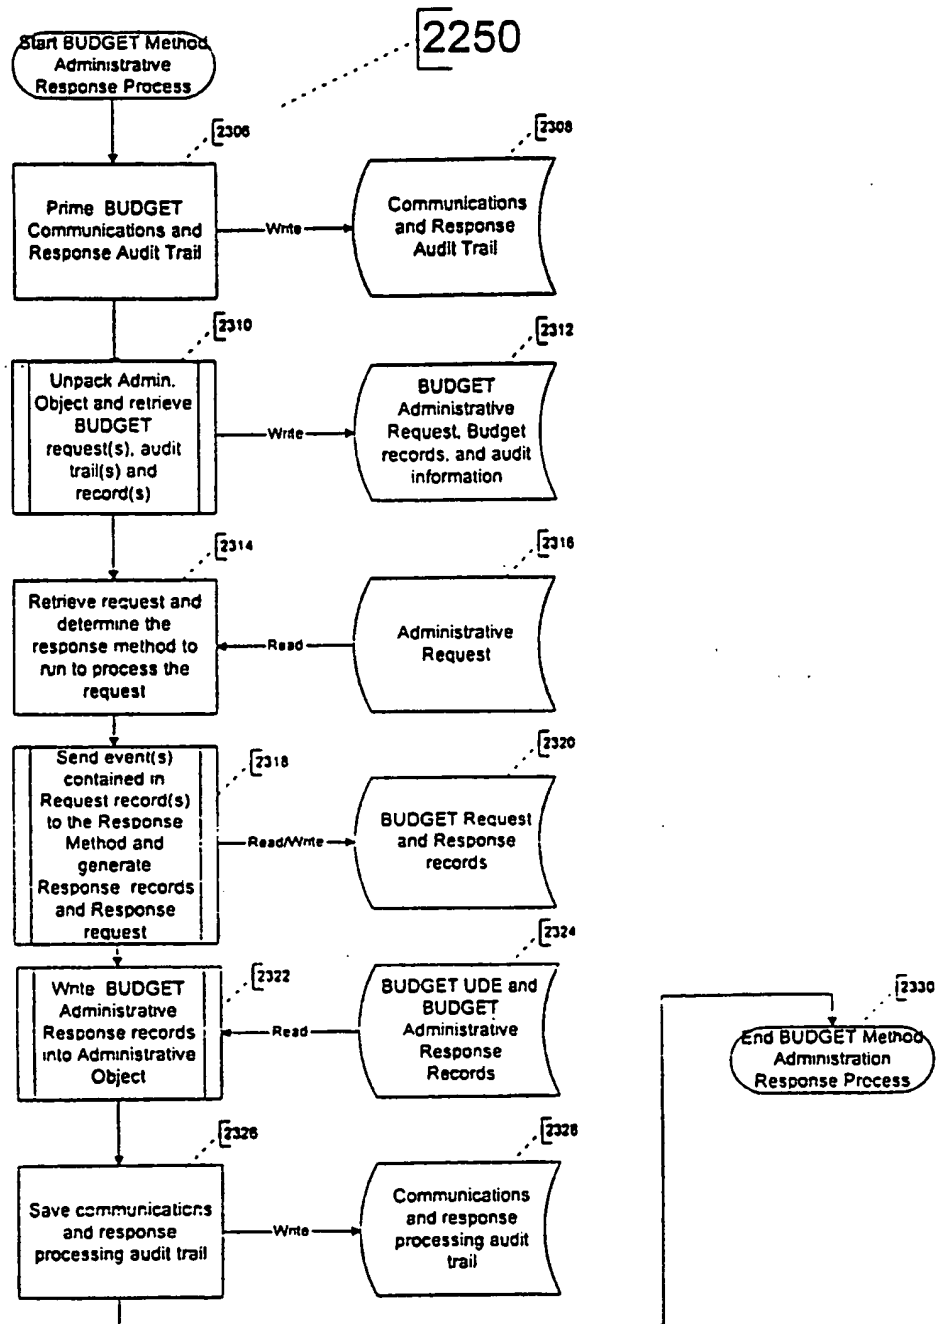 2250
Start BUDGET Method
Administrative
Response Process
2306
2308
Prime BUDGET
Communications and
Response Audit Trail
Write
Communications
and Response
Audit Trail
2310
2312
Unpack Admin.
Object and retrieve
BUDGET
request(s), audit
trail(s) and
record(s)
Write
BUDGET
Administrative
Request, Budget
records, and audit
information
2314
2316
Retrieve request and
determine the
response method to
run to process the
request
Read
Administrative
Request
2318
2320
Send event(s)
contained in
Request record(s)
to the Response
Method and
generate
Response records
and Response
request
Read/Write
BUDGET Request
and Response
records
2322
2324
Write BUDGET
Administrative
Response records
into Administrative
Object
Read
BUDGET UDE and
BUDGET
Administrative
Response
Records
2330
End BUDGET Method
Administration
Response Process
2326
2328
Save communications
and response
processing audit trail
Write
Communications
and response
processing audit
trail